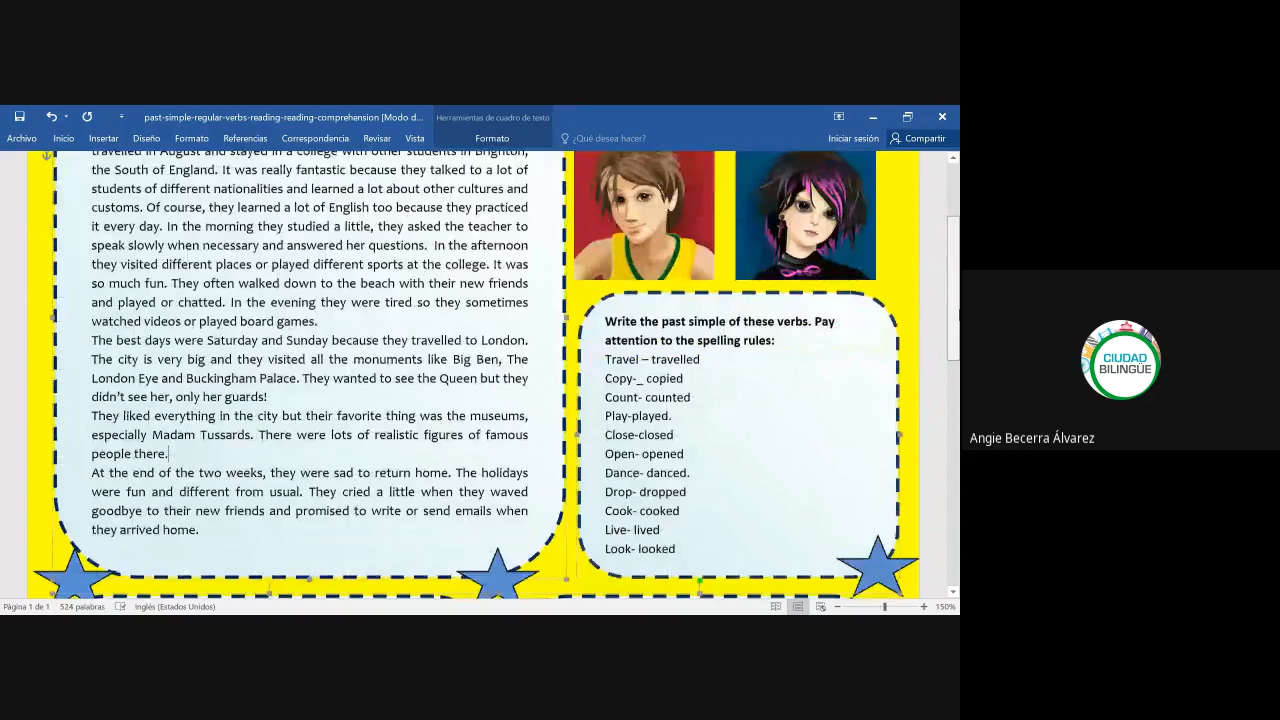 past-simple-regular-verbs-reading-reading-comprehension [Modo d...
Herramientas de cuadro de texto
Archivo Inicio Insertar Diseño Formato Referencias Correspondencia Revisar Vista Formato ¿Qué desea hacer? Iniciar sesión Compartir
travelled in August and stayed in a college with other students in Brighton,
the South of England. It was really fantastic because they talked to a lot of
students of different nationalities and learned a lot about other cultures and
customs. Of course, they learned a lot of English too because they practiced
it every day. In the morning they studied a little, they asked the teacher to
speak slowly when necessary and answered her questions. In the afternoon
they visited different places or played different sports at the college. It was
so much fun. They often walked down to the beach with their new friends
and played or chatted. In the evening they were tired so they sometimes
watched videos or played board games.
The best days were Saturday and Sunday because they travelled to London.
The city is very big and they visited all the monuments like Big Ben, The
London Eye and Buckingham Palace. They wanted to see the Queen but they
didn't see her, only her guards!
They liked everything in the city but their favorite thing was the museums,
especially Madam Tussards. There were lots of realistic figures of famous
people there.
At the end of the two weeks, they were sad to return home. The holidays
were fun and different from usual. They cried a little when they waved
goodbye to their new friends and promised to write or send emails when
they arrived home.
Write the past simple of these verbs. Pay
attention to the spelling rules:
Travel – travelled
Copy-_ copied
Count- counted
Play-played.
Close-closed
Open- opened
Dance- danced.
Drop- dropped
Cook- cooked
Live- lived
Look- looked
Página 1 de 1 524 palabras Inglés (Estados Unidos) 150%
CIUDAD
BILINGÜE
Angie Becerra Álvarez